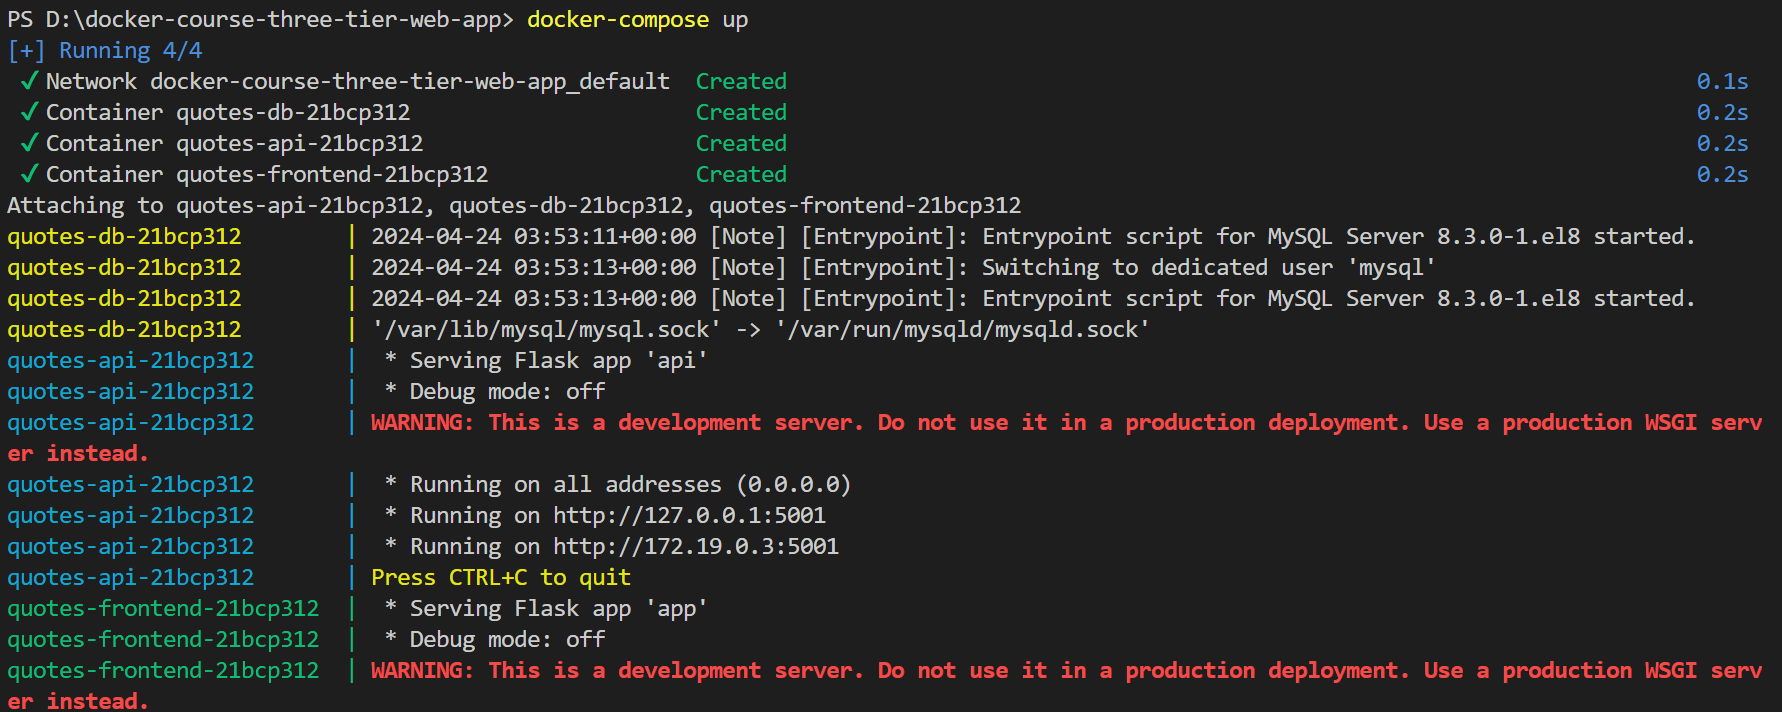 PS D:\docker-course-three-tier-web-app> docker-compose up
[+] Running 4/4
 ✓ Network docker-course-three-tier-web-app_default  Created 0.1s
 ✓ Container quotes-db-21bcp312 Created 0.2s
 ✓ Container quotes-api-21bcp312 Created 0.2s
 ✓ Container quotes-frontend-21bcp312 Created 0.2s
Attaching to quotes-api-21bcp312, quotes-db-21bcp312, quotes-frontend-21bcp312
quotes-db-21bcp312        | 2024-04-24 03:53:11+00:00 [Note] [Entrypoint]: Entrypoint script for MySQL Server 8.3.0-1.el8 started.
quotes-db-21bcp312        | 2024-04-24 03:53:13+00:00 [Note] [Entrypoint]: Switching to dedicated user 'mysql'
quotes-db-21bcp312        | 2024-04-24 03:53:13+00:00 [Note] [Entrypoint]: Entrypoint script for MySQL Server 8.3.0-1.el8 started.
quotes-db-21bcp312        | '/var/lib/mysql/mysql.sock' -> '/var/run/mysqld/mysqld.sock'
quotes-api-21bcp312       |  * Serving Flask app 'api'
quotes-api-21bcp312       |  * Debug mode: off
quotes-api-21bcp312       | WARNING: This is a development server. Do not use it in a production deployment. Use a production WSGI serv
er instead.
quotes-api-21bcp312       |  * Running on all addresses (0.0.0.0)
quotes-api-21bcp312       |  * Running on http://127.0.0.1:5001
quotes-api-21bcp312       |  * Running on http://172.19.0.3:5001
quotes-api-21bcp312       | Press CTRL+C to quit
quotes-frontend-21bcp312  |  * Serving Flask app 'app'
quotes-frontend-21bcp312  |  * Debug mode: off
quotes-frontend-21bcp312  | WARNING: This is a development server. Do not use it in a production deployment. Use a production WSGI serv
er instead.